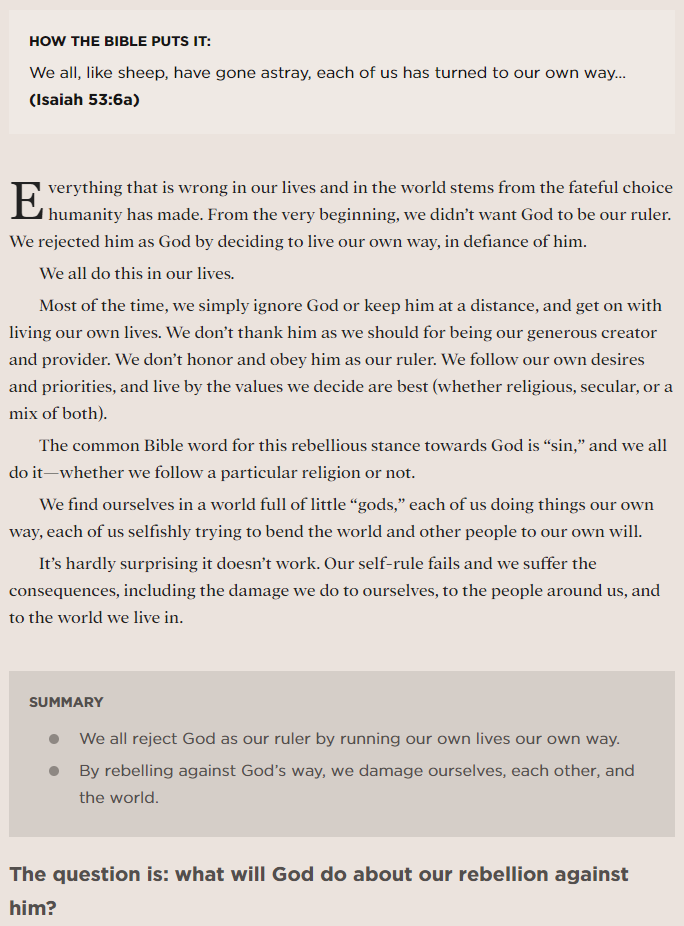 HOW THE BIBLE PUTS IT:
We all, like sheep, have gone astray, each of us has turned to our own way...
(Isaiah 53:6a)
Everything that is wrong in our lives and in the world stems from the fateful choice
humanity has made. From the very beginning, we didn’t want God to be our ruler.
We rejected him as God by deciding to live our own way, in defiance of him.
We all do this in our lives.
Most of the time, we simply ignore God or keep him at a distance, and get on with
living our own lives. We don’t thank him as we should for being our generous creator
and provider. We don’t honor and obey him as our ruler. We follow our own desires
and priorities, and live by the values we decide are best (whether religious, secular, or a
mix of both).
The common Bible word for this rebellious stance towards God is “sin,” and we all
do it—whether we follow a particular religion or not.
We find ourselves in a world full of little “gods,” each of us doing things our own
way, each of us selfishly trying to bend the world and other people to our own will.
It’s hardly surprising it doesn’t work. Our self-rule fails and we suffer the
consequences, including the damage we do to ourselves, to the people around us, and
to the world we live in.
SUMMARY
We all reject God as our ruler by running our own lives our own way.
By rebelling against God’s way, we damage ourselves, each other, and
the world.
The question is: what will God do about our rebellion against
him?